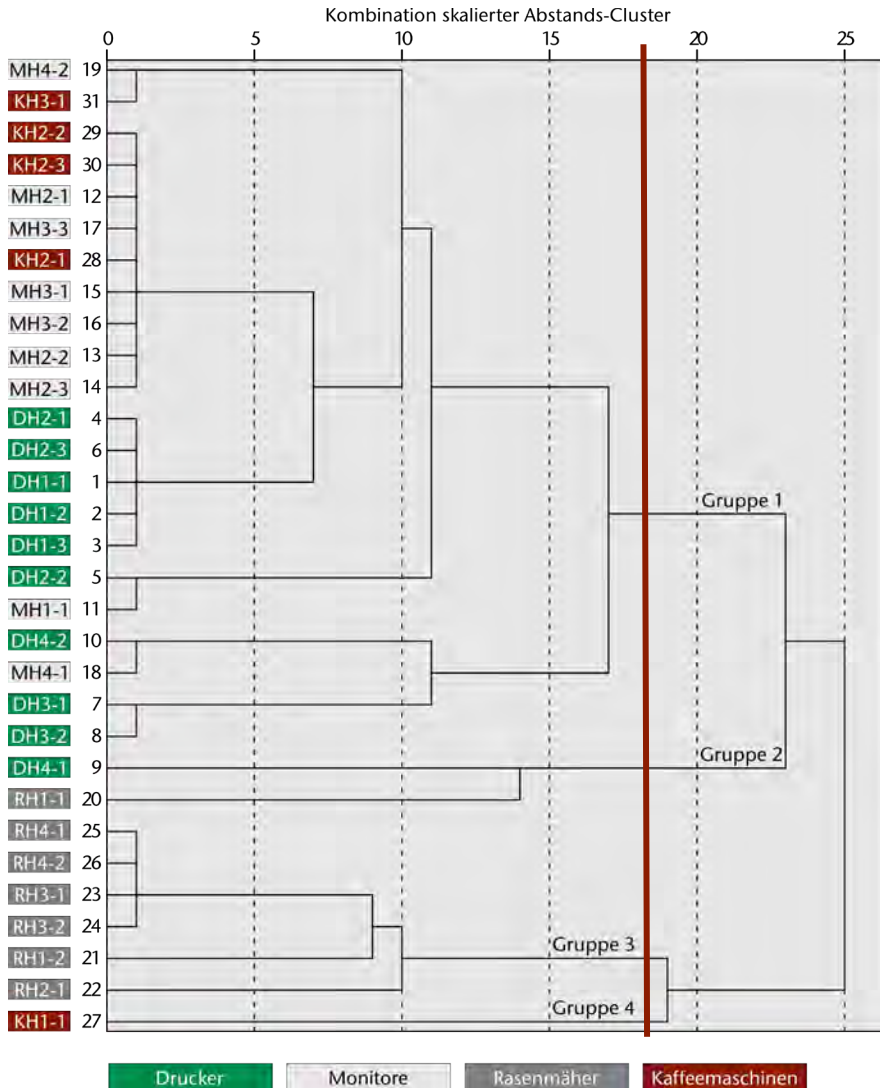 Kombination skalierter Abstands-Cluster
0 5 10 15 20 25
MH4-2 19
KH3-1 31
KH2-2 29
KH2-3 30
MH2-1 12
MH3-3 17
KH2-1 28
MH3-1 15
MH3-2 16
MH2-2 13
MH2-3 14
DH2-1 4
DH2-3 6
DH1-1 1
DH1-2 2
Gruppe 1
DH1-3 3
DH2-2 5
MH1-1 11
DH4-2 10
MH4-1 18
DH3-1 7
DH3-2 8
Gruppe 2
DH4-1 9
RH1-1 20
RH4-1 25
RH4-2 26
RH3-1 23
RH3-2 24
Gruppe 3
RH1-2 21
RH2-1 22
Gruppe 4
KH1-1 27
Drucker Monitore Rasenmäher Kaffeemaschinen